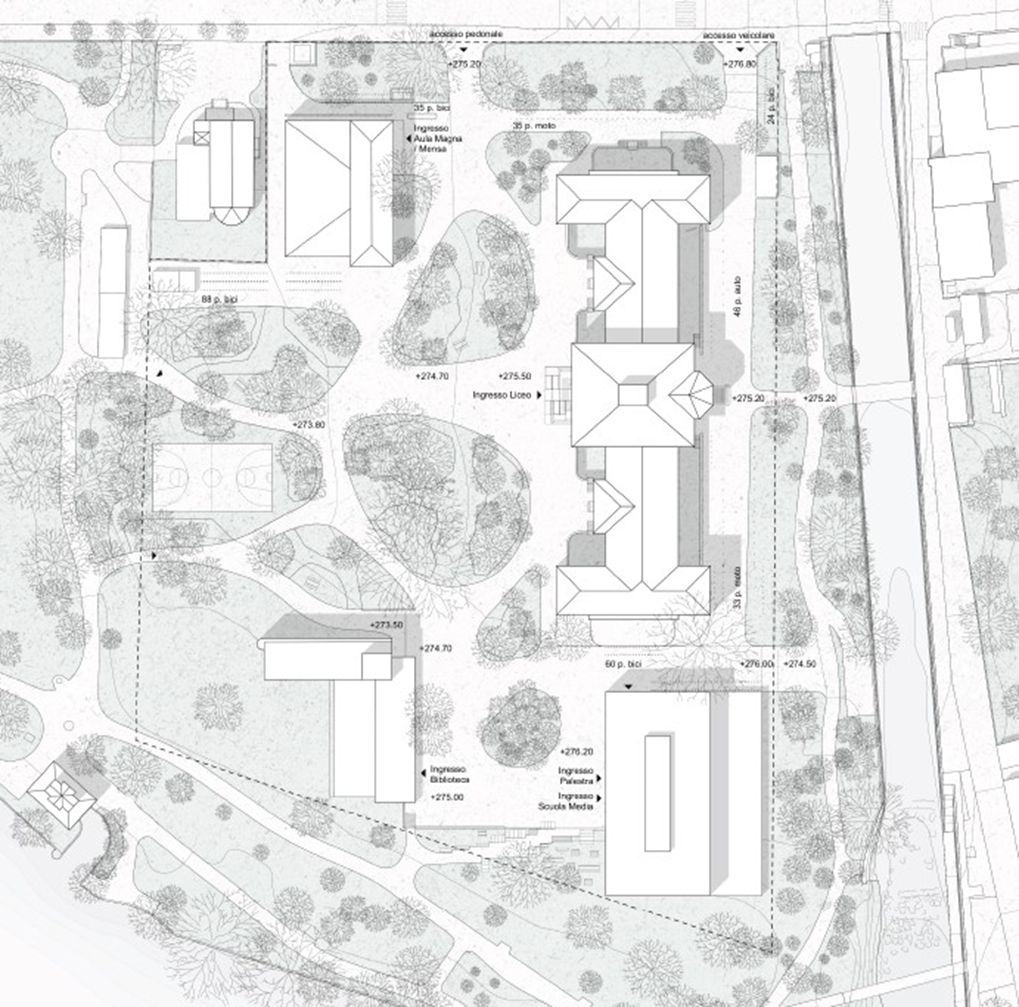 accesso pedonale
accesso veicolare
+275.20
+276.80
35 p. bici
24 p. bici
35 p. moto
Ingresso
Aula Magna
/ Mensa
88 p. bici
46 p. auto
+274.70
+275.50
Ingresso Liceo
+275.20
+275.20
+273.80
33 p. moto
+273.50
+274.70
60 p. bici
+276.00
+274.50
+276.20
Ingresso
Biblioteca
Ingresso
Palestra
+275.00
Ingresso
Scuola Media